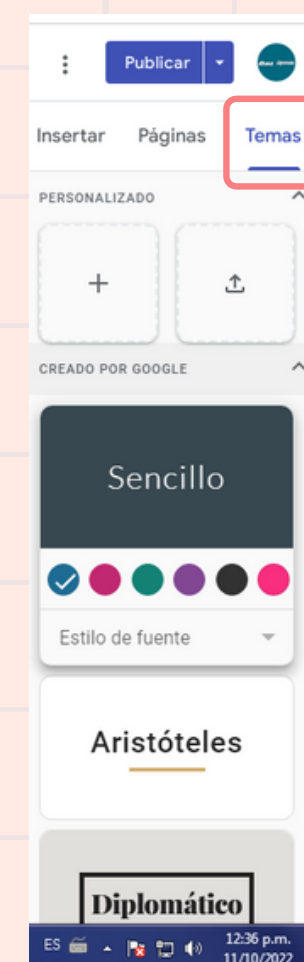 Publicar
Insertar Páginas Temas
PERSONALIZADO
CREADO POR GOOGLE
Sencillo
Estilo de fuente
Aristóteles
Diplomático
ES 12:36 p.m.
11/10/2022